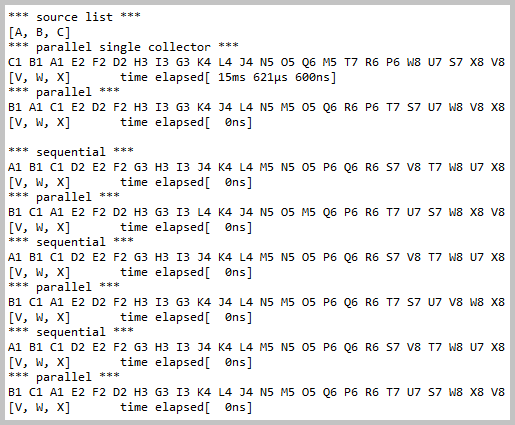 *** source list ***
[A, B, C]
*** parallel single collector ***
C1 B1 A1 E2 F2 D2 H3 I3 G3 K4 L4 J4 N5 O5 Q6 M5 T7 R6 P6 W8 U7 S7 X8 V8
[V, W, X] time elapsed[ 15ms 621µs 600ns]
*** parallel ***
B1 A1 C1 E2 D2 F2 H3 I3 G3 K4 J4 L4 N5 M5 O5 Q6 R6 P6 T7 S7 U7 W8 V8 X8
[V, W, X] time elapsed[ 0ns]
*** sequential ***
A1 B1 C1 D2 E2 F2 G3 H3 I3 J4 K4 L4 M5 N5 O5 P6 Q6 R6 S7 V8 T7 W8 U7 X8
[V, W, X] time elapsed[ 0ns]
*** parallel ***
B1 C1 A1 E2 F2 D2 H3 G3 I3 L4 K4 J4 N5 O5 M5 Q6 P6 R6 T7 U7 S7 W8 X8 V8
[V, W, X] time elapsed[ 0ns]
*** sequential ***
A1 B1 C1 D2 E2 F2 G3 H3 I3 J4 K4 L4 M5 N5 O5 P6 Q6 R6 S7 V8 T7 W8 U7 X8
[V, W, X] time elapsed[ 0ns]
*** parallel ***
B1 C1 A1 E2 D2 F2 H3 I3 G3 K4 J4 L4 N5 M5 O5 Q6 P6 R6 T7 S7 U7 V8 W8 X8
[V, W, X] time elapsed[ 0ns]
*** sequential ***
A1 B1 C1 D2 E2 F2 G3 H3 I3 J4 K4 L4 M5 N5 O5 P6 Q6 R6 S7 V8 T7 W8 U7 X8
[V, W, X] time elapsed[ 0ns]
*** parallel ***
B1 C1 A1 E2 F2 D2 H3 G3 I3 K4 L4 J4 N5 M5 O5 Q6 P6 R6 T7 U7 S7 W8 X8 V8
[V, W, X] time elapsed[ 0ns]